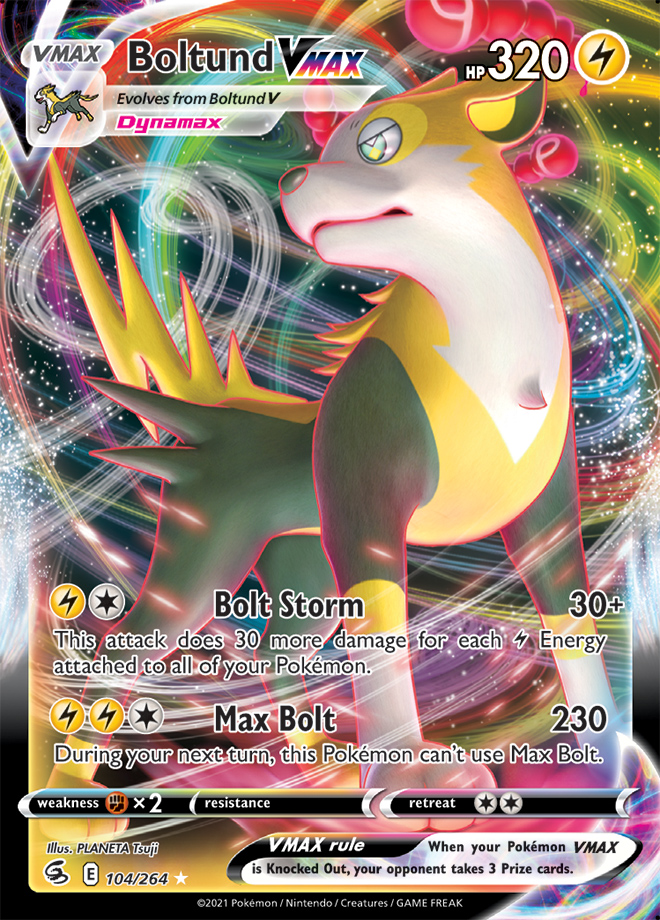 VMAX
Boltund VMAX
HP 320
Evolves from Boltund V
Dynamax
Bolt Storm 30+
This attack does 30 more damage for each Energy
attached to all of your Pokémon.
Max Bolt 230
During your next turn, this Pokémon can't use Max Bolt.
weakness ×2 resistance retreat
Illus. PLANETA Tsuji
VMAX rule When your Pokémon VMAX
is Knocked Out, your opponent takes 3 Prize cards.
E 104/264
©2021 Pokémon / Nintendo / Creatures / GAME FREAK